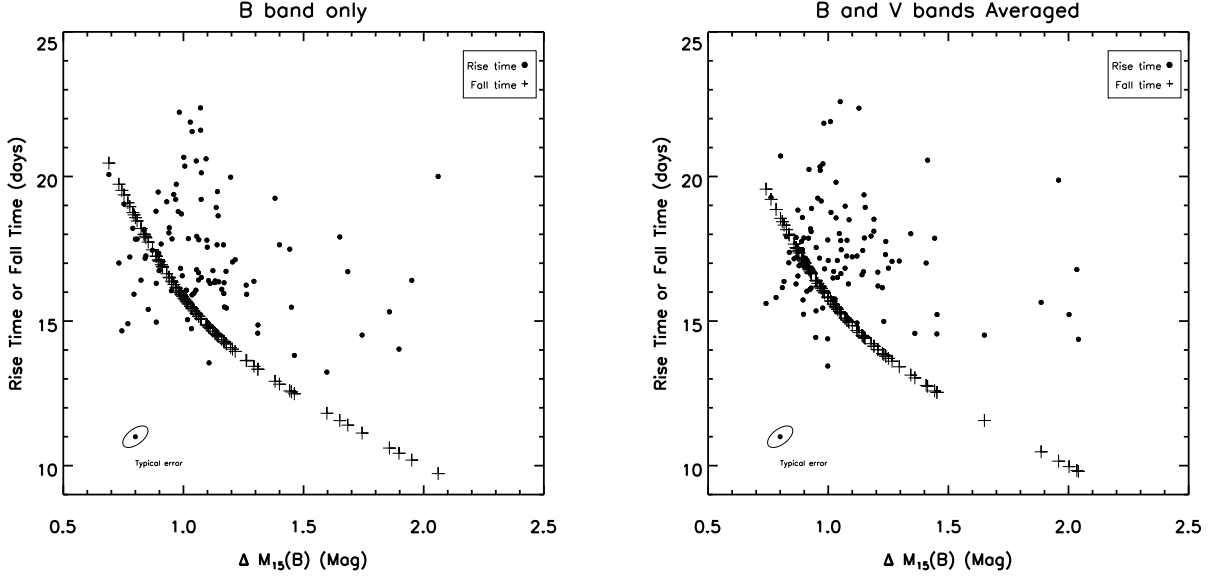 B band only
25
20
15
10
Rise Time or Fall Time (days)
Rise time
Fall time +
Typical error
0.5 1.0 1.5 2.0 2.5
Δ M₁₅(B) (Mag)
B and V bands Averaged
25
20
15
10
Rise Time or Fall Time (days)
Rise time
Fall time +
Typical error
0.5 1.0 1.5 2.0 2.5
Δ M₁₅(B) (Mag)